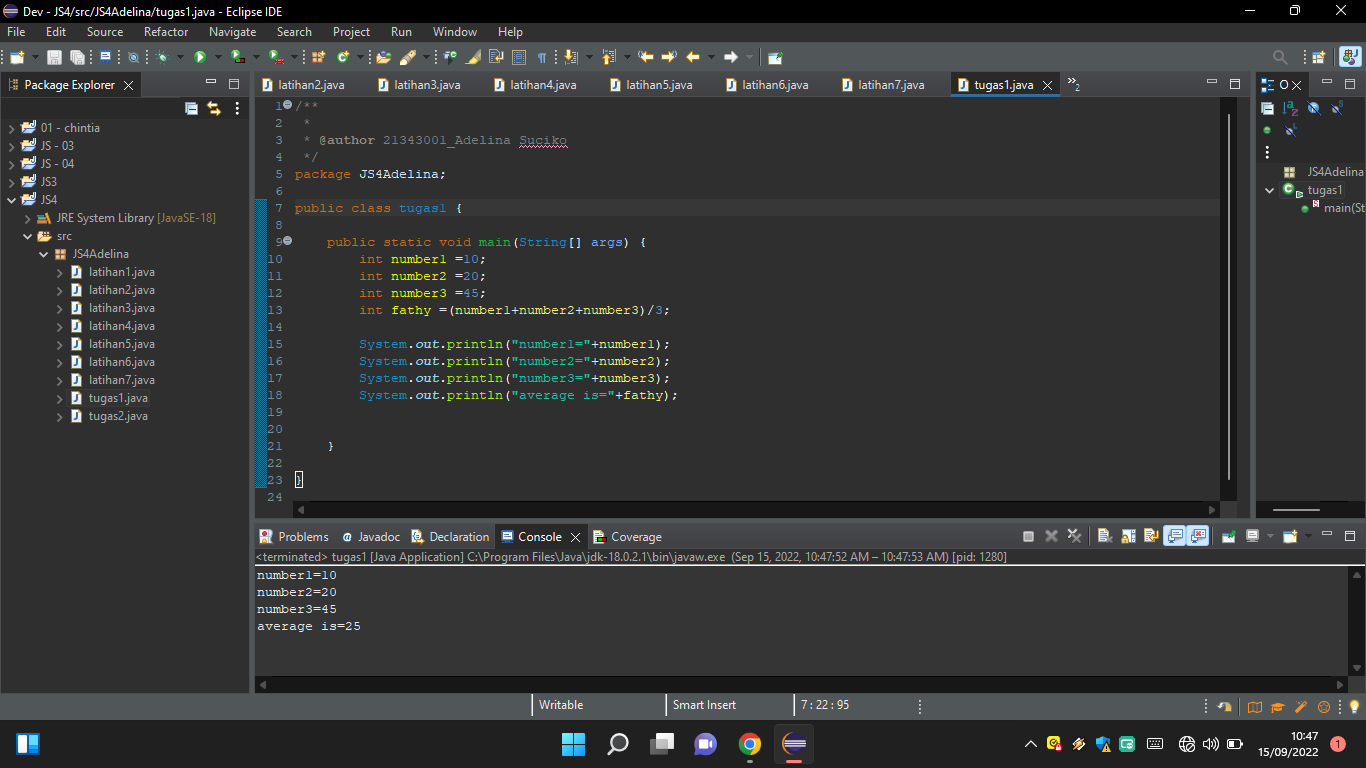 Dev - JS4/src/JS4Adelina/tugas1.java - Eclipse IDE
File Edit Source Refactor Navigate Search Project Run Window Help
Package Explorer
latihan2.java latihan3.java latihan4.java latihan5.java latihan6.java latihan7.java tugas1.java »2
O
01 - chintia
JS - 03
JS - 04
JS3
JS4
JRE System Library [JavaSE-18]
src
JS4Adelina
latihan1.java
latihan2.java
latihan3.java
latihan4.java
latihan5.java
latihan6.java
latihan7.java
tugas1.java
tugas2.java
1 /**
2 *
3 * @author 21343001_Adelina Suciko
4 */
5 package JS4Adelina;
6
7 public class tugas1 {
8
9 public static void main(String[] args) {
10 int number1 =10;
11 int number2 =20;
12 int number3 =45;
13 int fathy =(number1+number2+number3)/3;
14
15 System.out.println("number1="+number1);
16 System.out.println("number2="+number2);
17 System.out.println("number3="+number3);
18 System.out.println("average is="+fathy);
19
20
21 }
22
23 }
24
JS4Adelina
tugas1
main(St
Problems @ Javadoc Declaration Console Coverage
<terminated> tugas1 [Java Application] C:\Program Files\Java\jdk-18.0.2.1\bin\javaw.exe (Sep 15, 2022, 10:47:52 AM – 10:47:53 AM) [pid: 1280]
number1=10
number2=20
number3=45
average is=25
Writable Smart Insert 7 : 22 : 95
10:47
15/09/2022
1